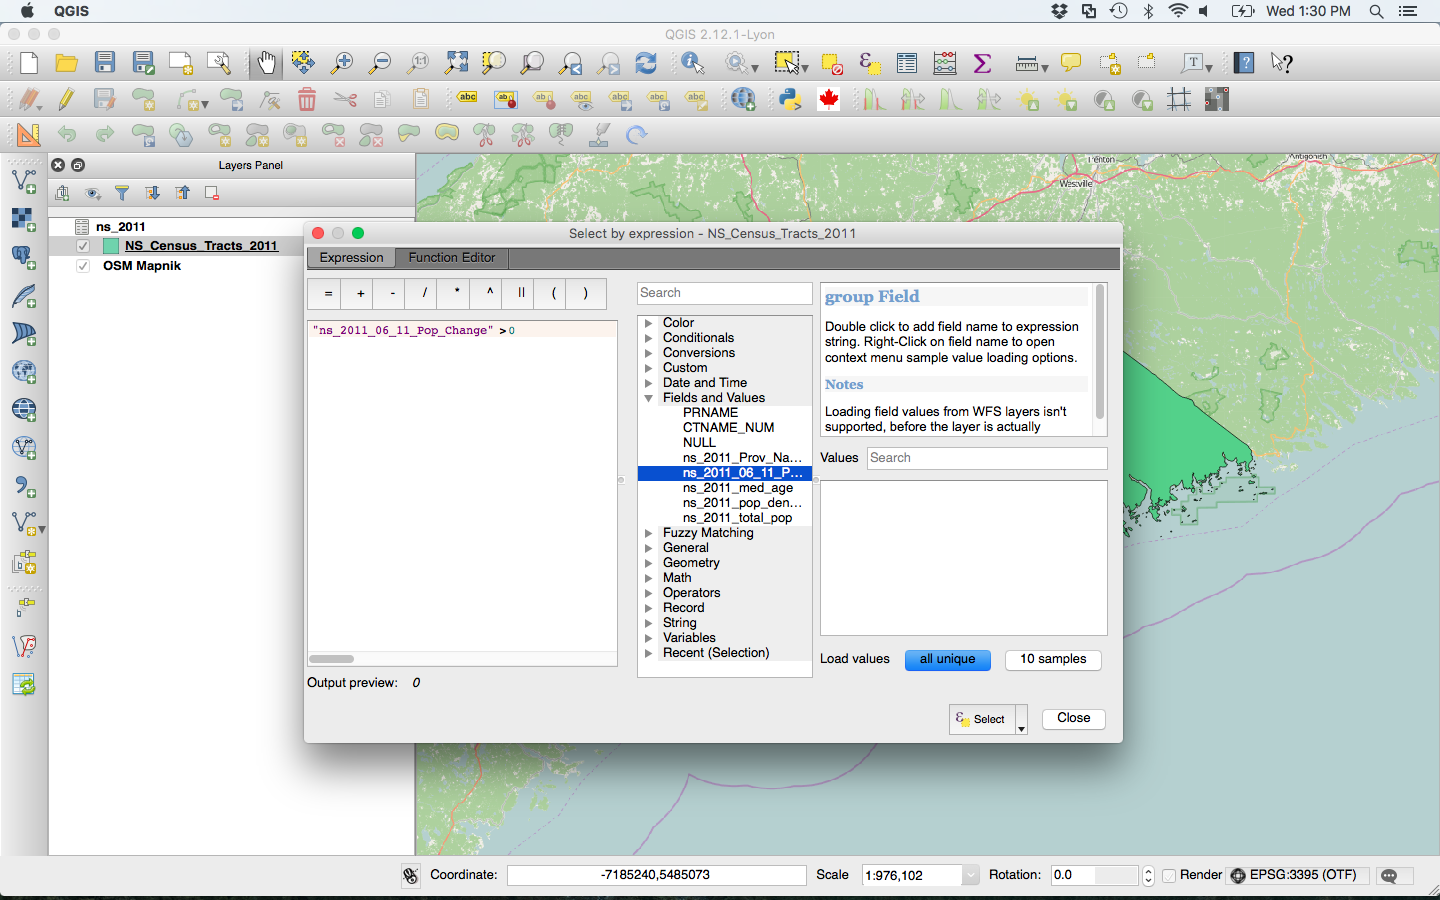 QGIS
Wed 1:30 PM
QGIS 2.12.1-Lyon
Layers Panel
ns_2011
NS_Census_Tracts_2011
OSM Mapnik
Trenton
Westville
Antigonish
Select by expression - NS_Census_Tracts_2011
Expression Function Editor
= + - / * ^ || ( )
"ns_2011_06_11_Pop_Change" >0
Output preview: 0
Search
Color
Conditionals
Conversions
Custom
Date and Time
Fields and Values
PRNAME
CTNAME_NUM
NULL
ns_2011_Prov_Na...
ns_2011_06_11_P...
ns_2011_med_age
ns_2011_pop_den...
ns_2011_total_pop
Fuzzy Matching
General
Geometry
Math
Operators
Record
String
Variables
Recent (Selection)
group Field
Double click to add field name to expression
string. Right-Click on field name to open
context menu sample value loading options.
Notes
Loading field values from WFS layers isn't
supported, before the layer is actually
Values Search
Load values all unique 10 samples
Select Close
Coordinate: -7185240,5485073 Scale 1:976,102 Rotation: 0.0 Render EPSG:3395 (OTF)